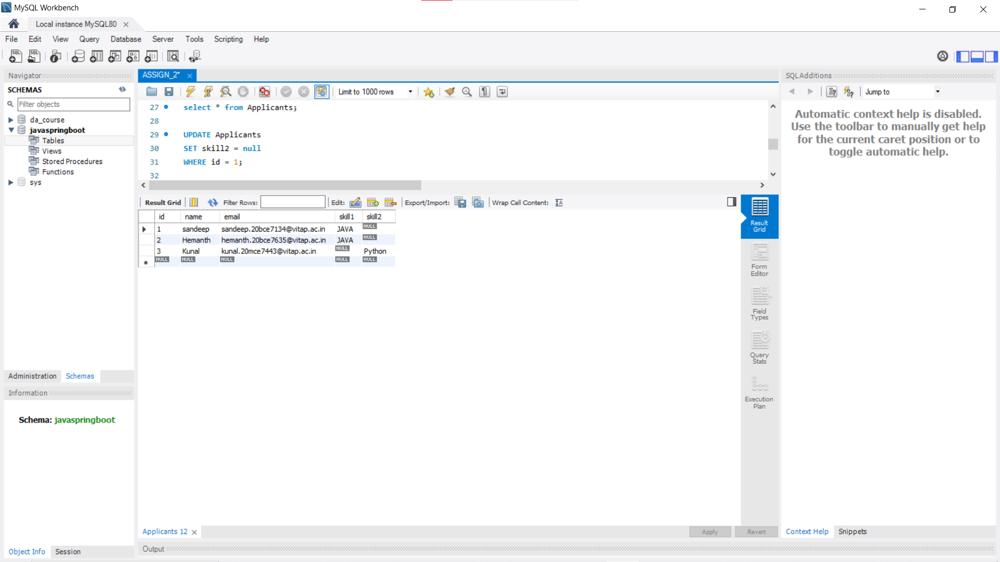 MySQL Workbench
Local instance MySQL80
File Edit View Query Database Server Tools Scripting Help
Navigator
SCHEMAS
Filter objects
da_course
javaspringboot
Tables
Views
Stored Procedures
Functions
sys
Administration Schemas
Information
Schema: javaspringboot
Object Info Session
ASSIGN_2*
Limit to 1000 rows
27 select * from Applicants;
28
29 UPDATE Applicants
30 SET skill2 = null
31 WHERE id = 1;
32
Result Grid Filter Rows: Edit: Export/Import: Wrap Cell Content:
id name email skill1 skill2
1 sandeep sandeep.20bce7134@vitap.ac.in JAVA NULL
2 Hemanth hemanth.20bce7635@vitap.ac.in JAVA NULL
3 Kunal kunal.20mce7443@vitap.ac.in NULL Python
NULL NULL NULL NULL NULL
Result
Grid
Form
Editor
Field
Types
Query
Stats
Execution
Plan
Applicants 12
Apply Revert
Output
SQLAdditions
Jump to
Automatic context help is disabled.
Use the toolbar to manually get help
for the current caret position or to
toggle automatic help.
Context Help Snippets